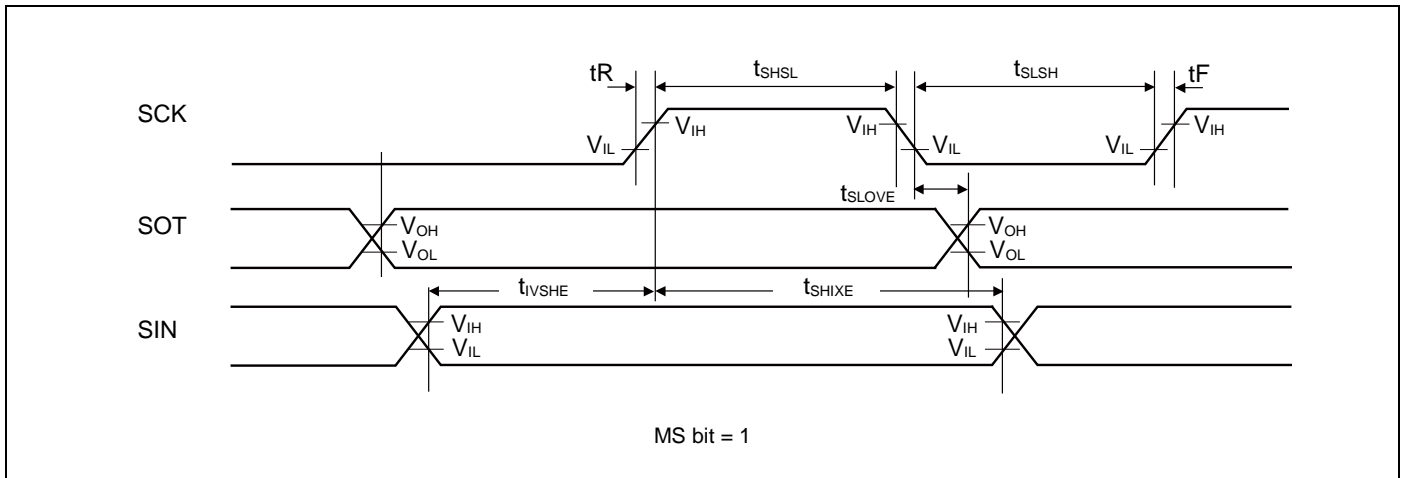 tR tSHSL tSLSH tF
SCK
VIH VIH VIH
VIL VIL VIL
tSLOVE
SOT
VOH VOH
VOL VOL
tIVSHE tSHIXE
SIN
VIH VIH
VIL VIL
MS bit = 1